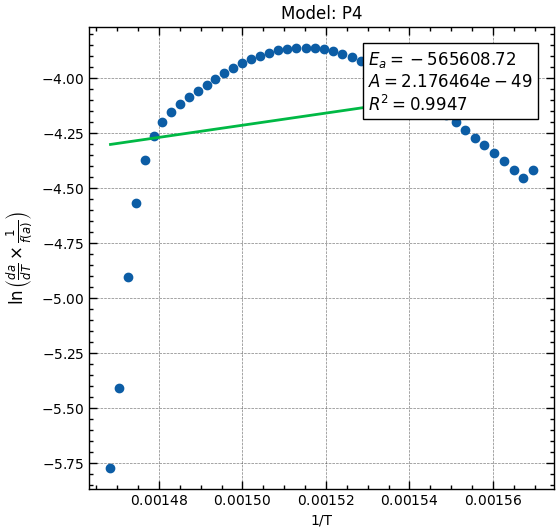 Model: P4
E_a = −565608.72
A = 2.176464e − 49
R² = 0.9947
−4.00
−4.25
−4.50
−4.75
−5.00
−5.25
−5.50
−5.75
ln (da/dT × 1/f(a))
0.00148 0.00150 0.00152 0.00154 0.00156
1/T